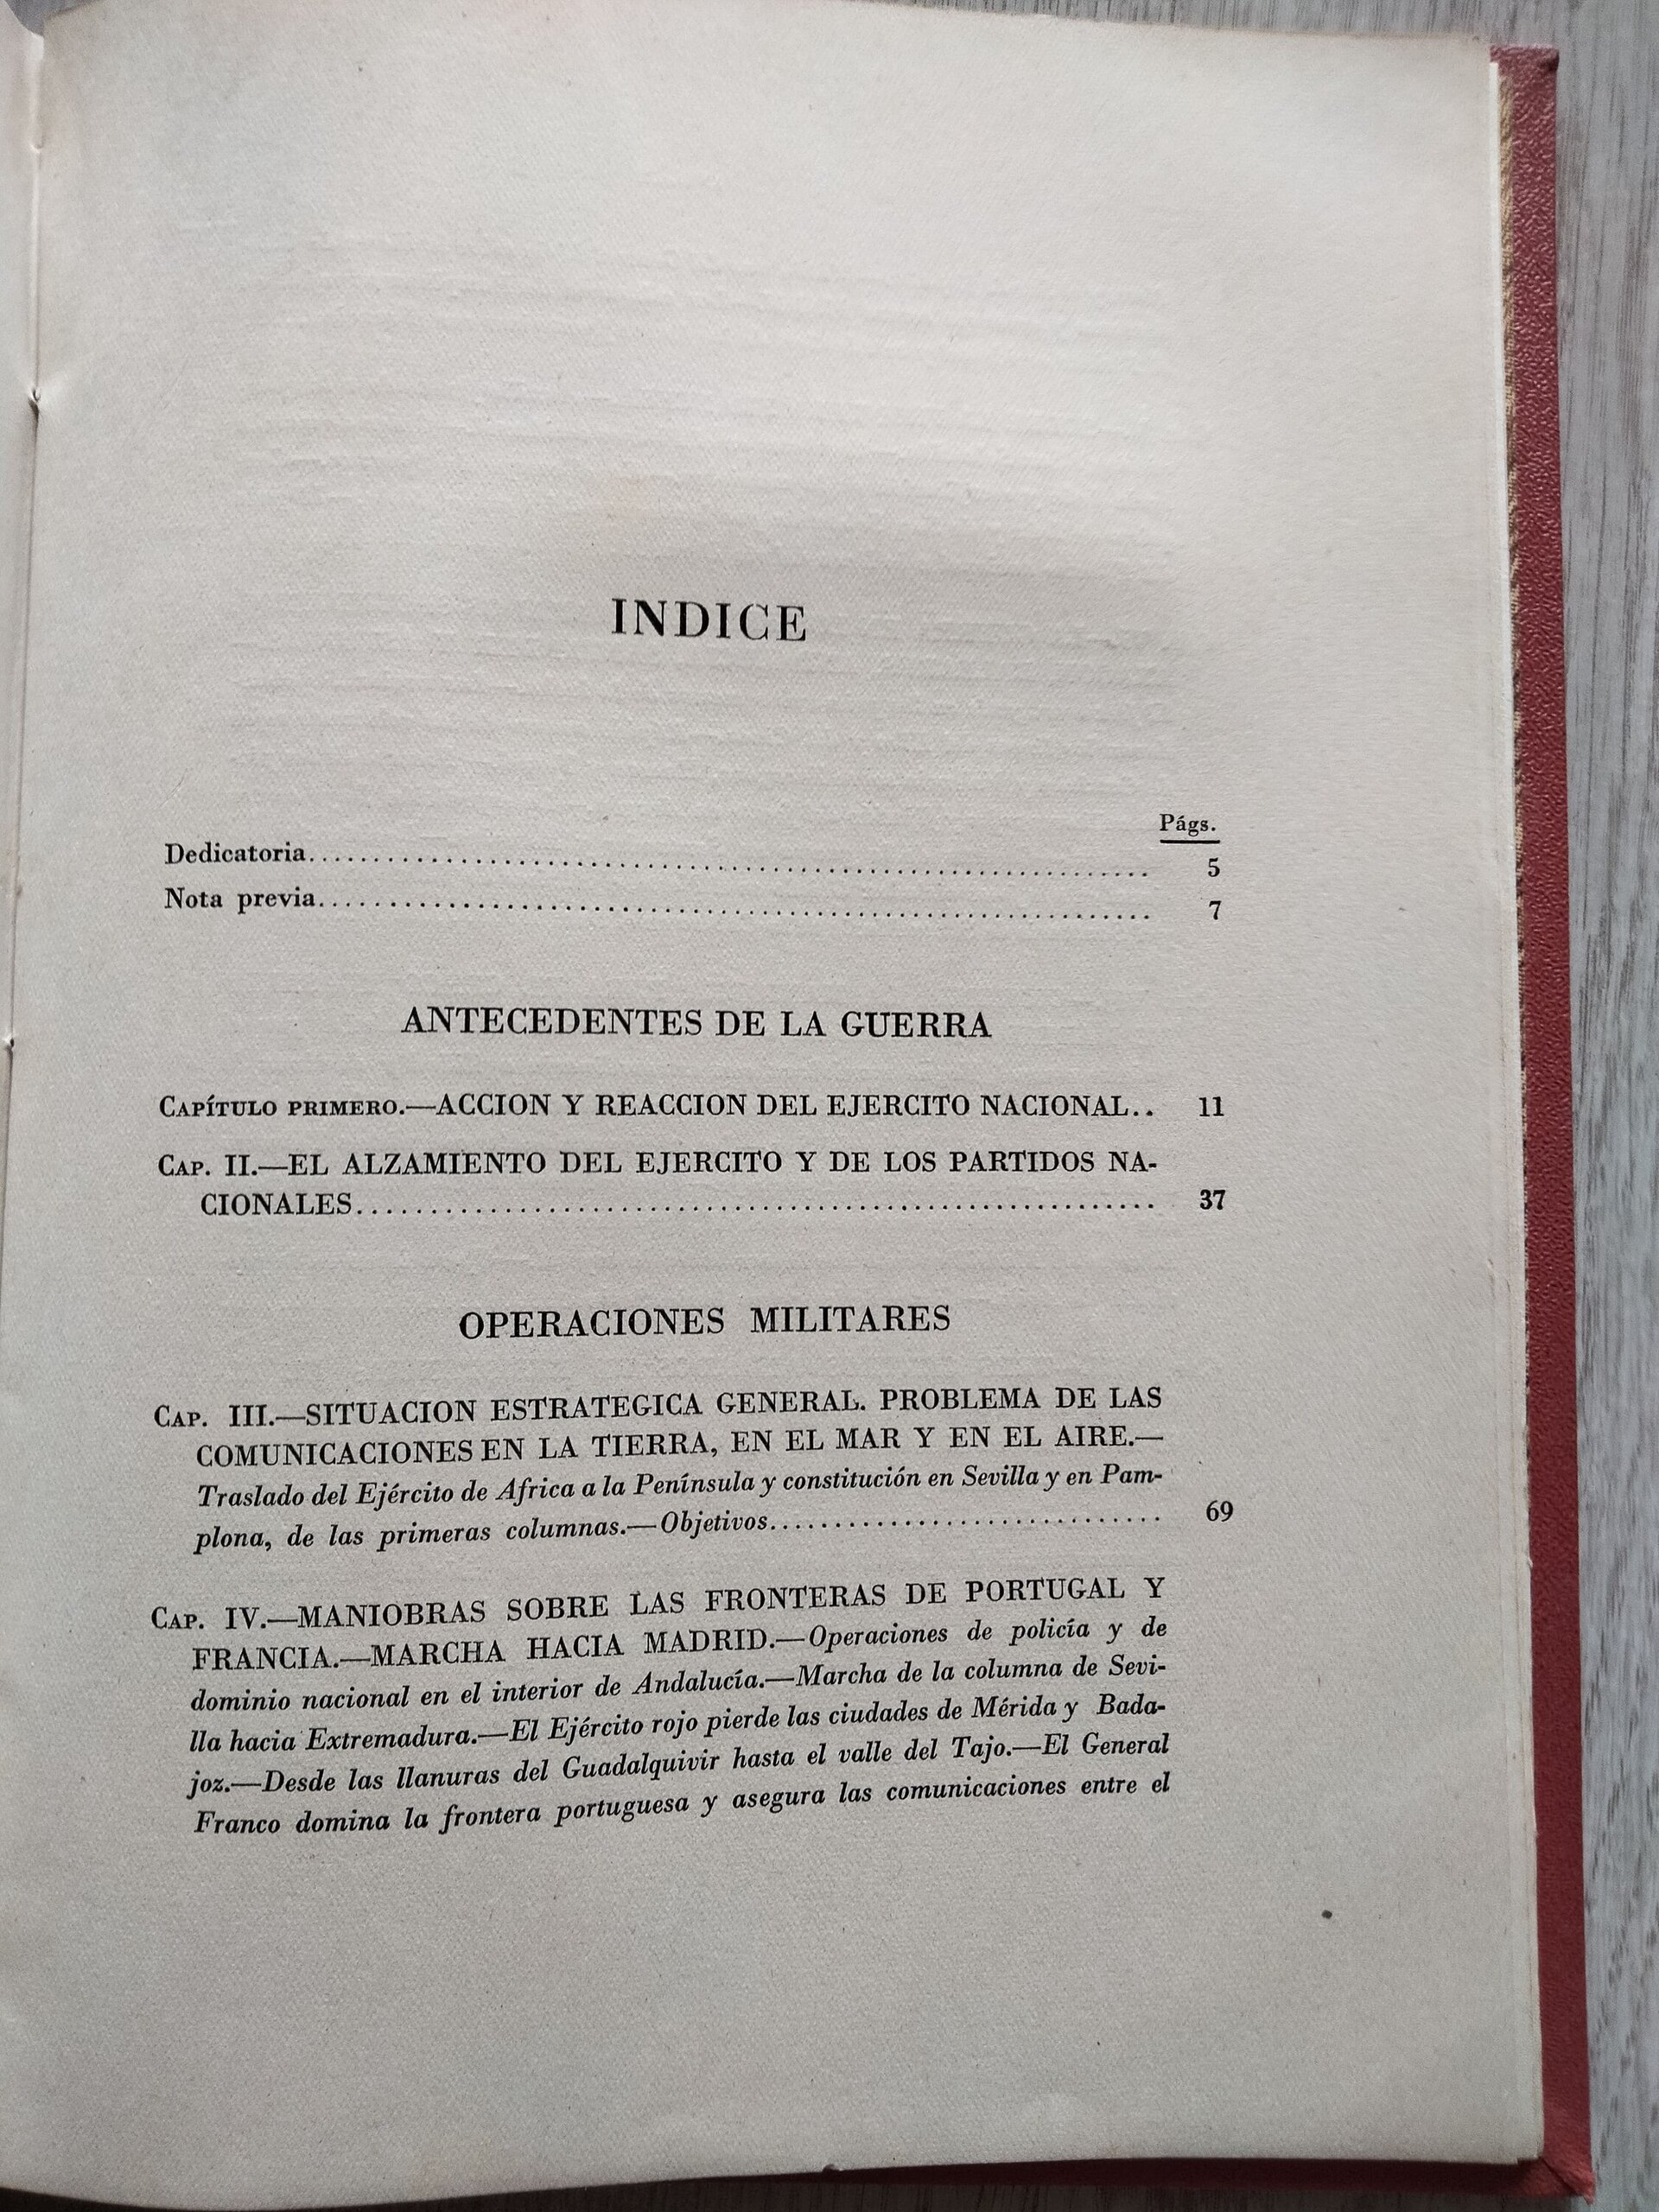 INDICE
Págs.
Dedicatoria........................................................ 5
Nota previa........................................................ 7
ANTECEDENTES DE LA GUERRA
CAPÍTULO PRIMERO.—ACCION Y REACCION DEL EJERCITO NACIONAL.. 11
CAP. II.—EL ALZAMIENTO DEL EJERCITO Y DE LOS PARTIDOS NA-
CIONALES........................................................ 37
OPERACIONES MILITARES
CAP. III.—SITUACION ESTRATEGICA GENERAL. PROBLEMA DE LAS
COMUNICACIONES EN LA TIERRA, EN EL MAR Y EN EL AIRE.—
Traslado del Ejército de Africa a la Península y constitución en Sevilla y en Pam-
plona, de las primeras columnas.—Objetivos.............................. 69
CAP. IV.—MANIOBRAS SOBRE LAS FRONTERAS DE PORTUGAL Y
FRANCIA.—MARCHA HACIA MADRID.—Operaciones de policía y de
dominio nacional en el interior de Andalucía.—Marcha de la columna de Sevi-
lla hacia Extremadura.—El Ejército rojo pierde las ciudades de Mérida y Bada-
joz.—Desde las llanuras del Guadalquivir hasta el valle del Tajo.—El General
Franco domina la frontera portuguesa y asegura las comunicaciones entre el